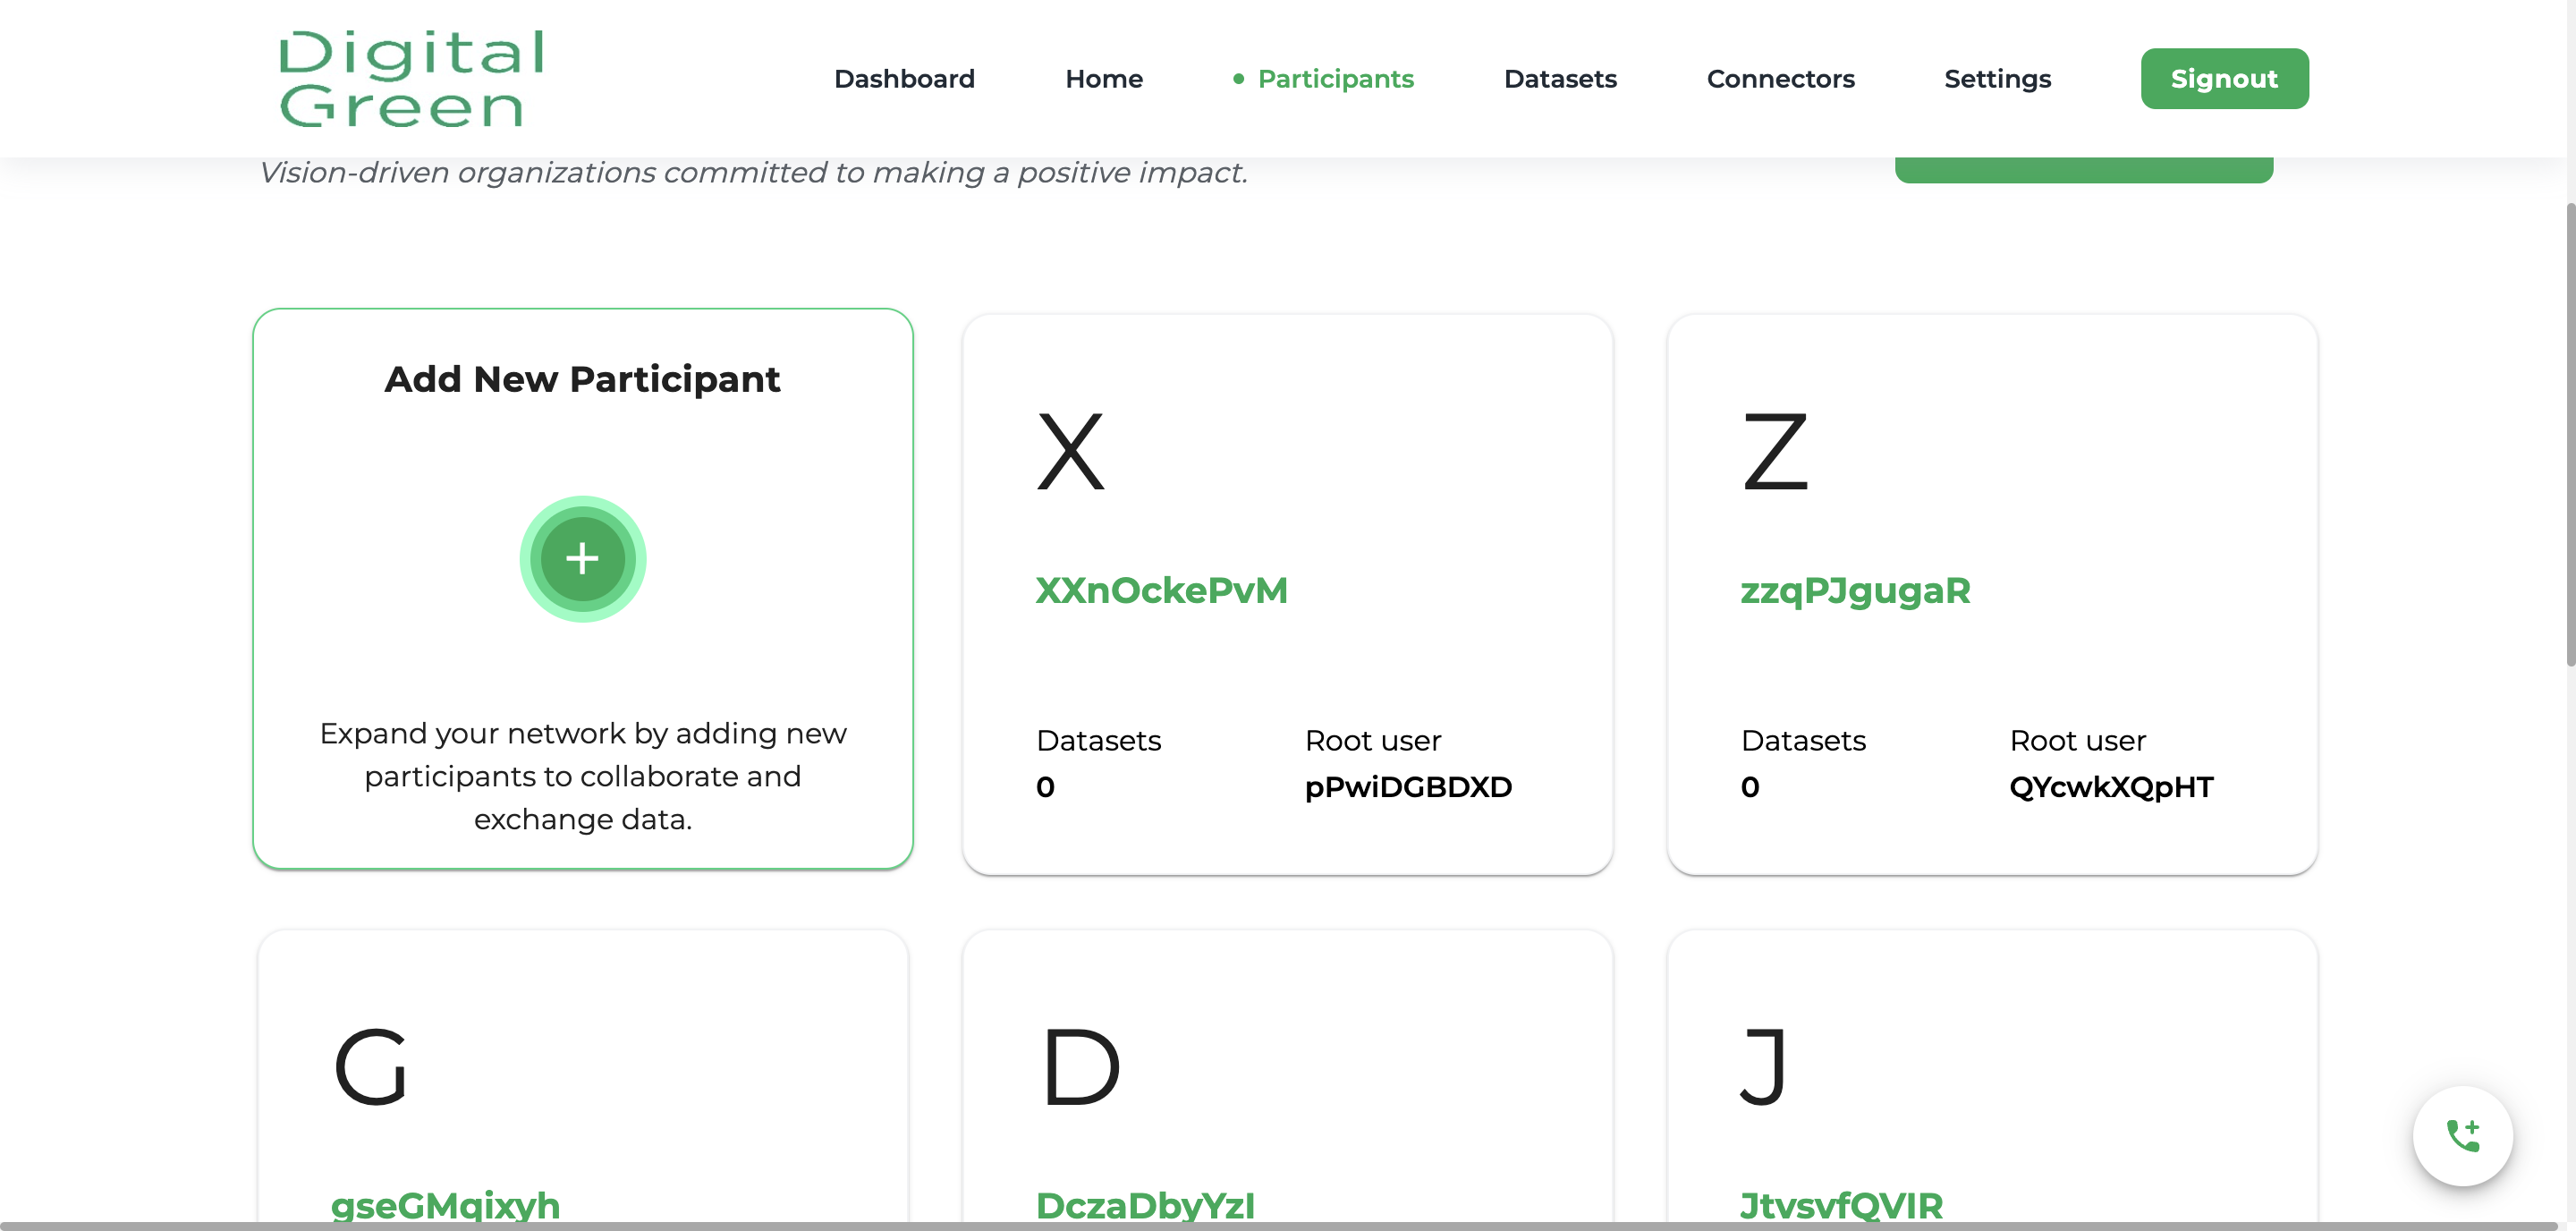 Digital
Green
Dashboard
Home
Participants
Datasets
Connectors
Settings
Signout
Vision-driven organizations committed to making a positive impact.
Add New Participant
Expand your network by adding new
participants to collaborate and
exchange data.
X
XXnOckePvM
Datasets
0
Root user
pPwiDGBDXD
Z
zzqPJgugaR
Datasets
0
Root user
QYcwkXQpHT
G
gseGMqixyh
D
DczaDbyYzI
J
JtvsvfQVIR